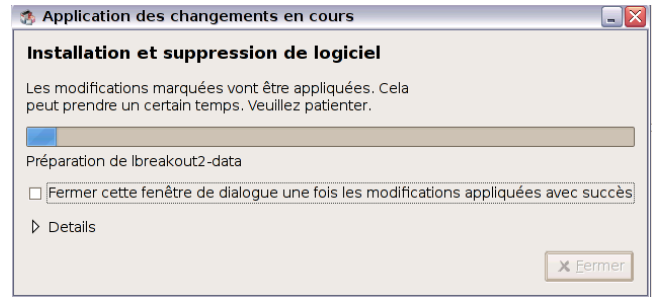 Application des changements en cours
Installation et suppression de logiciel
Les modifications marquées vont être appliquées. Cela
peut prendre un certain temps. Veuillez patienter.
Préparation de lbreakout2-data
Fermer cette fenêtre de dialogue une fois les modifications appliquées avec succès
Details
Fermer